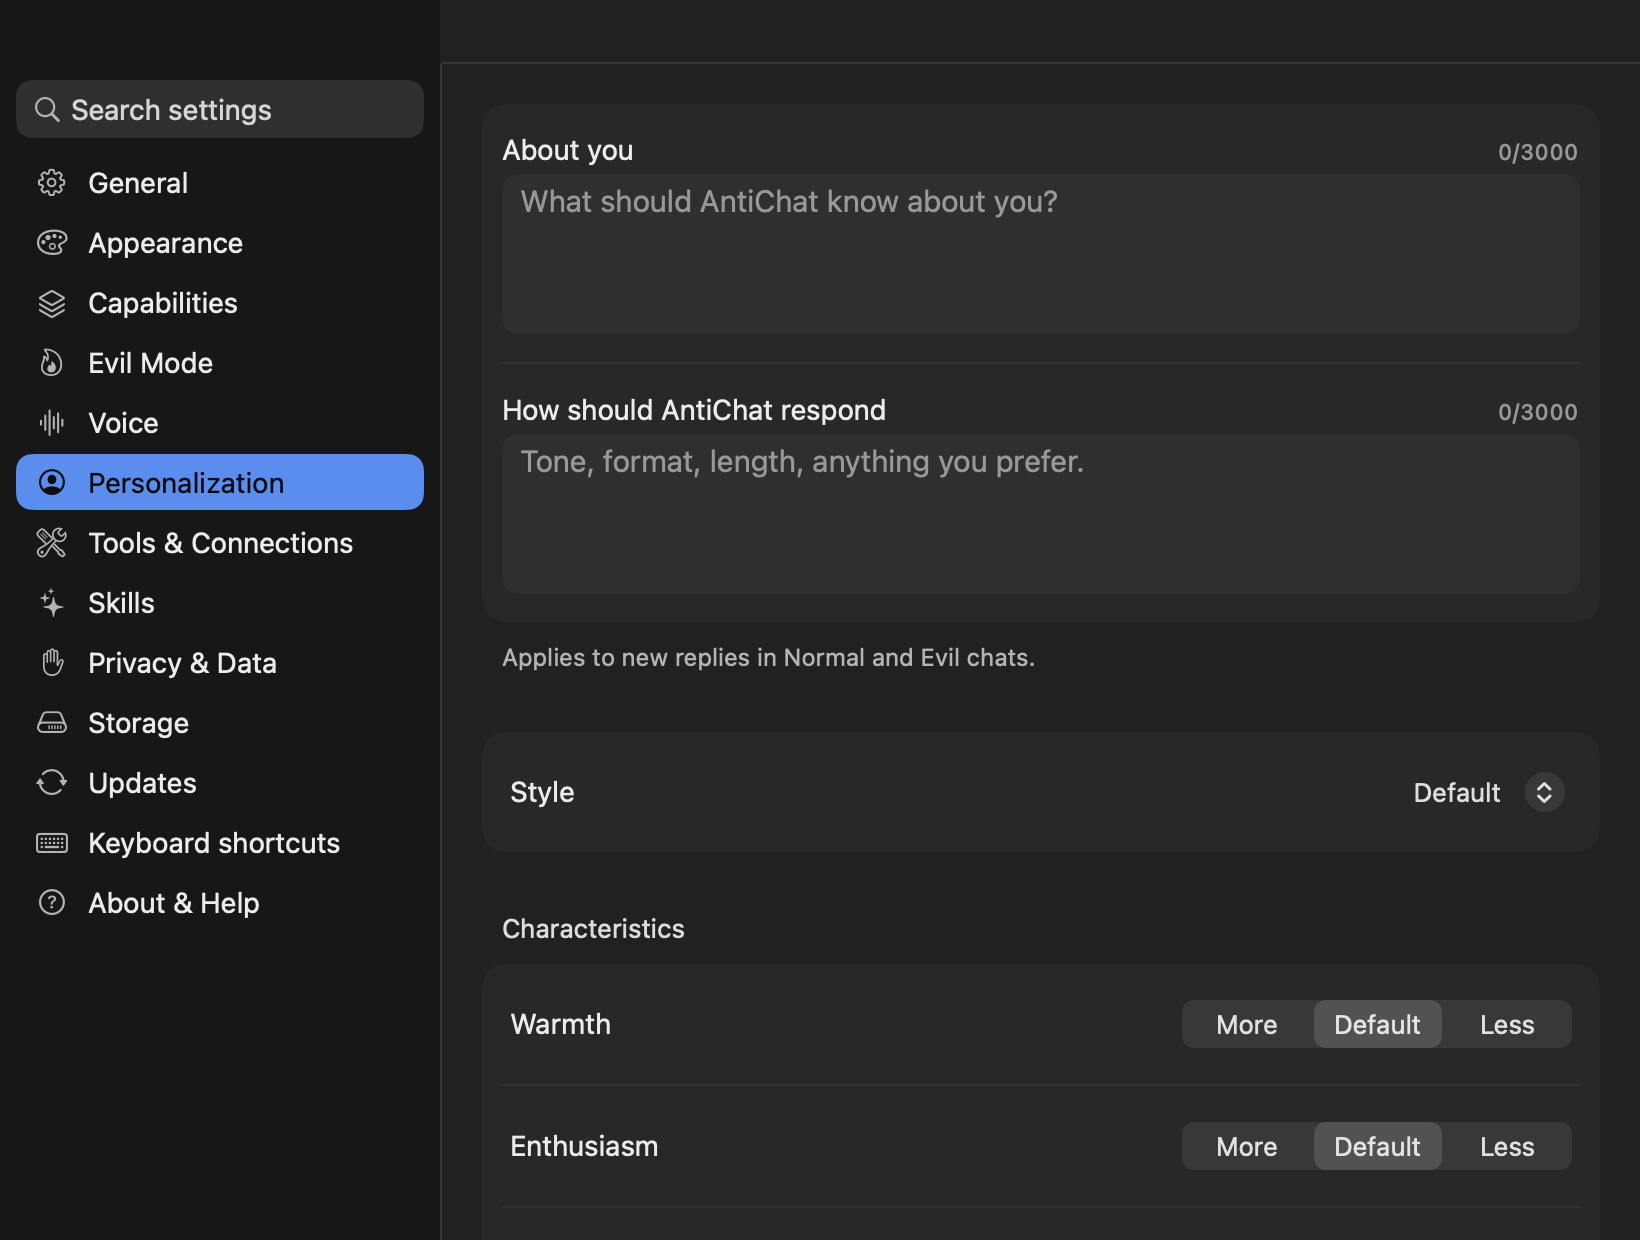 Search settings
General
Appearance
Capabilities
Evil Mode
Voice
Personalization
Tools & Connections
Skills
Privacy & Data
Storage
Updates
Keyboard shortcuts
About & Help
About you 0/3000
What should AntiChat know about you?
How should AntiChat respond 0/3000
Tone, format, length, anything you prefer.
Applies to new replies in Normal and Evil chats.
Style Default
Characteristics
Warmth More Default Less
Enthusiasm More Default Less